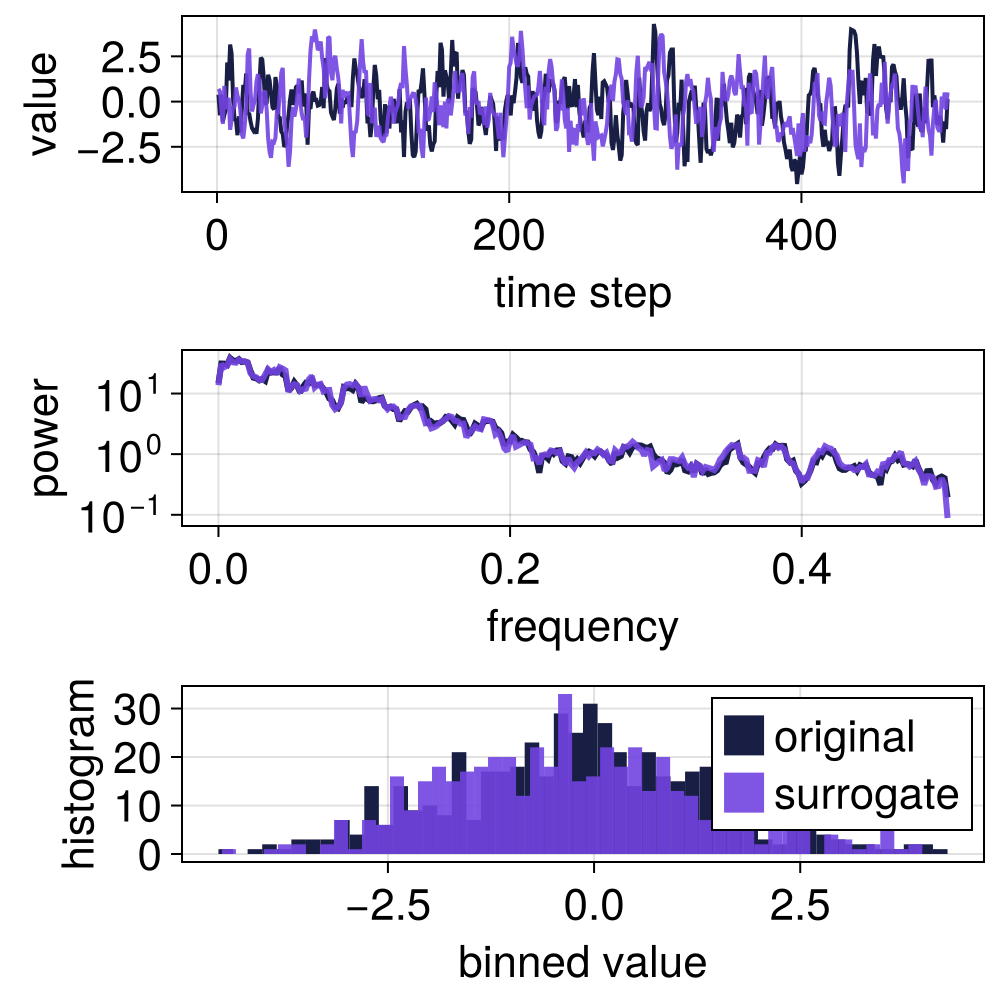 value
2.5
0.0
−2.5
0 200 400
time step
power
10¹
10⁰
10⁻¹
0.0 0.2 0.4
frequency
histogram
30
20
10
0
original
surrogate
−2.5 0.0 2.5
binned value